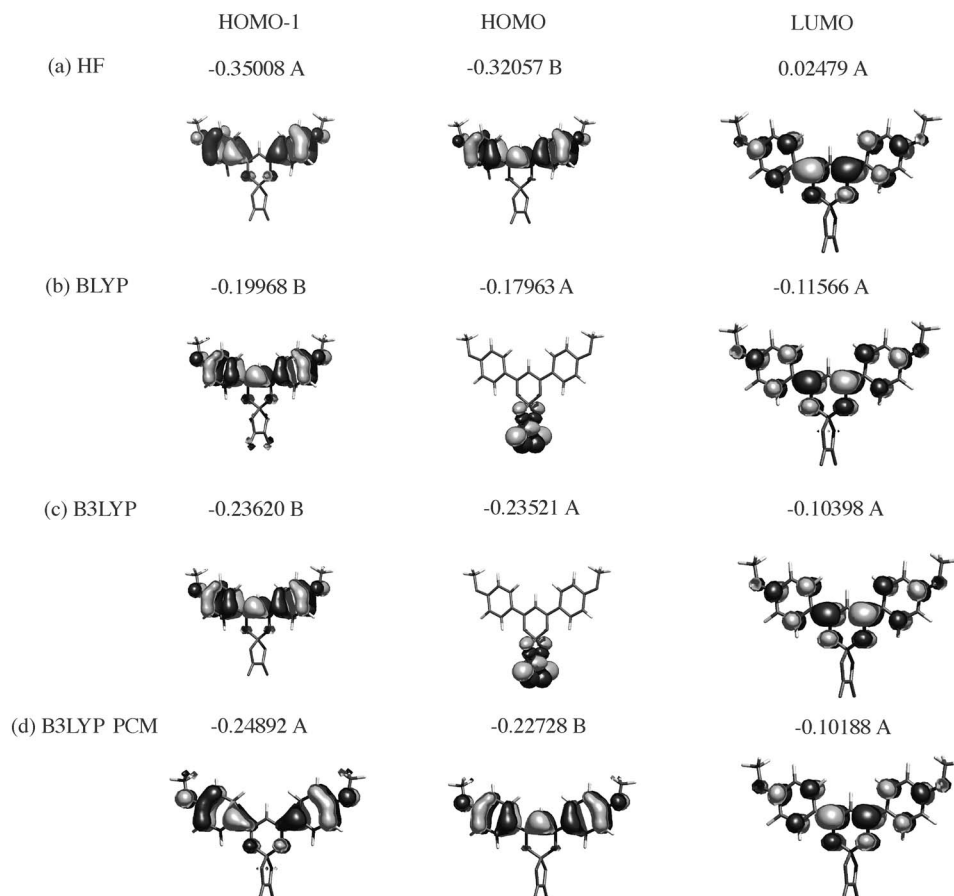 HOMO-1 HOMO LUMO
(a) HF -0.35008 A -0.32057 B 0.02479 A
(b) BLYP -0.19968 B -0.17963 A -0.11566 A
(c) B3LYP -0.23620 B -0.23521 A -0.10398 A
(d) B3LYP PCM -0.24892 A -0.22728 B -0.10188 A